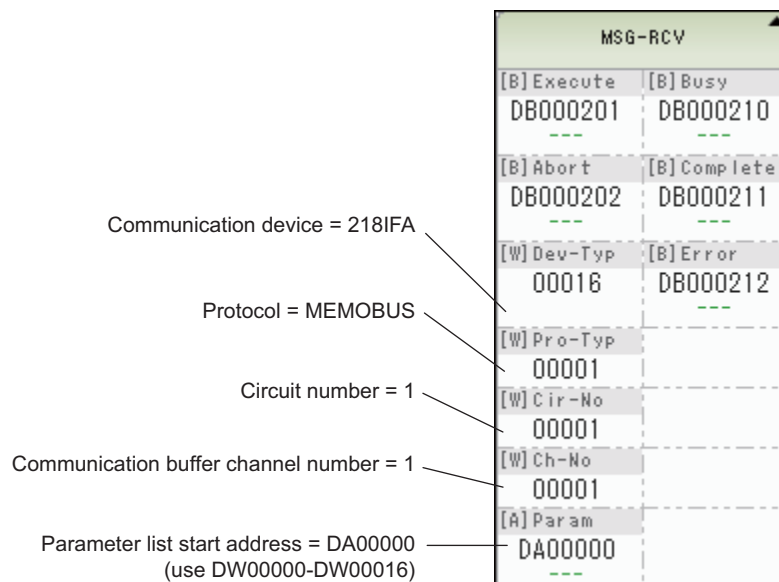 MSG-RCV
[B]Execute [B]Busy
DB000201 DB000210
--- ---
[B]Abort [B]Complete
DB000202 DB000211
--- ---
Communication device = 218IFA
[W]Dev-Typ [B]Error
00016 DB000212
---
Protocol = MEMOBUS
[W]Pro-Typ
00001
Circuit number = 1
[W]Cir-No
00001
Communication buffer channel number = 1
[W]Ch-No
00001
[A]Param
Parameter list start address = DA00000
(use DW00000-DW00016)
DA00000
---